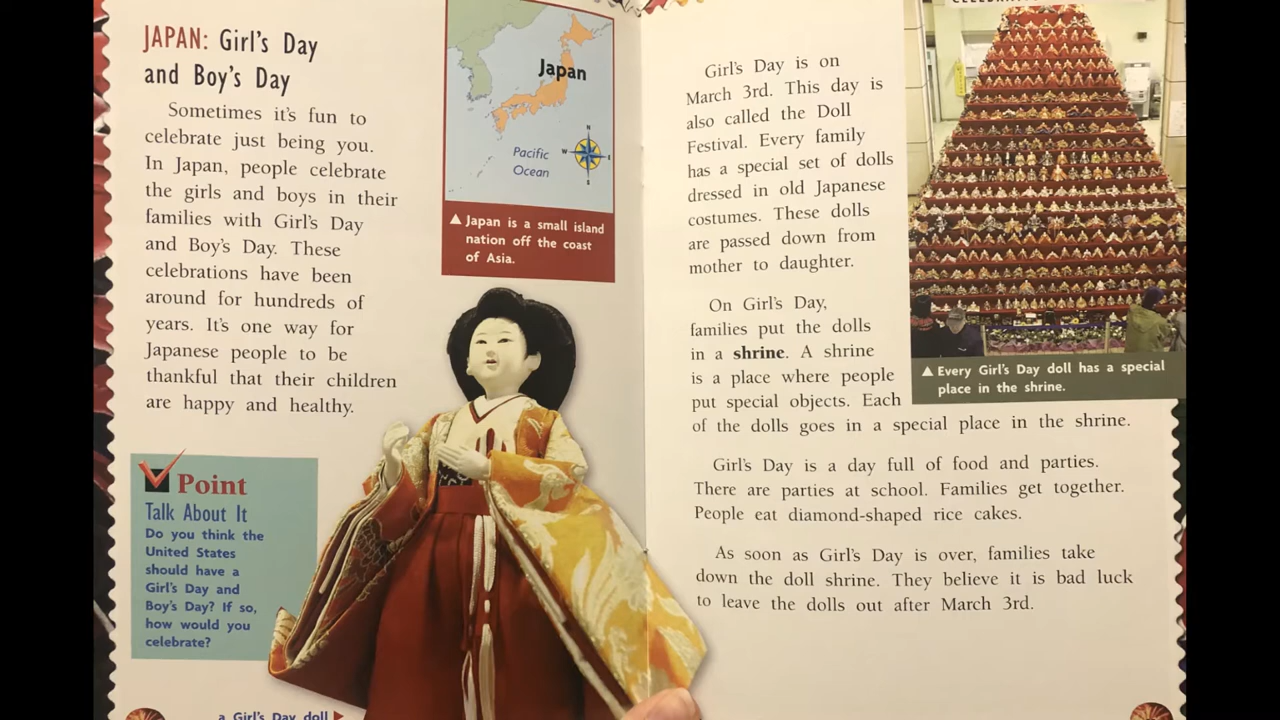 JAPAN: Girl's Day
and Boy's Day
Sometimes it's fun to
celebrate just being you.
In Japan, people celebrate
the girls and boys in their
families with Girl's Day
and Boy's Day. These
celebrations have been
around for hundreds of
years. It's one way for
Japanese people to be
thankful that their children
are happy and healthy.
Point
Talk About It
Do you think the
United States
should have a
Girl's Day and
Boy's Day? If so,
how would you
celebrate?
a Girl's Day doll ▶
Japan
N
W E
S
Pacific
Ocean
▲ Japan is a small island
nation off the coast
of Asia.
Girl's Day is on
March 3rd. This day is
also called the Doll
Festival. Every family
has a special set of dolls
dressed in old Japanese
costumes. These dolls
are passed down from
mother to daughter.
On Girl's Day,
families put the dolls
in a shrine. A shrine
is a place where people
put special objects. Each
of the dolls goes in a special place in the shrine.
▲ Every Girl's Day doll has a special
place in the shrine.
Girl's Day is a day full of food and parties.
There are parties at school. Families get together.
People eat diamond-shaped rice cakes.
As soon as Girl's Day is over, families take
down the doll shrine. They believe it is bad luck
to leave the dolls out after March 3rd.